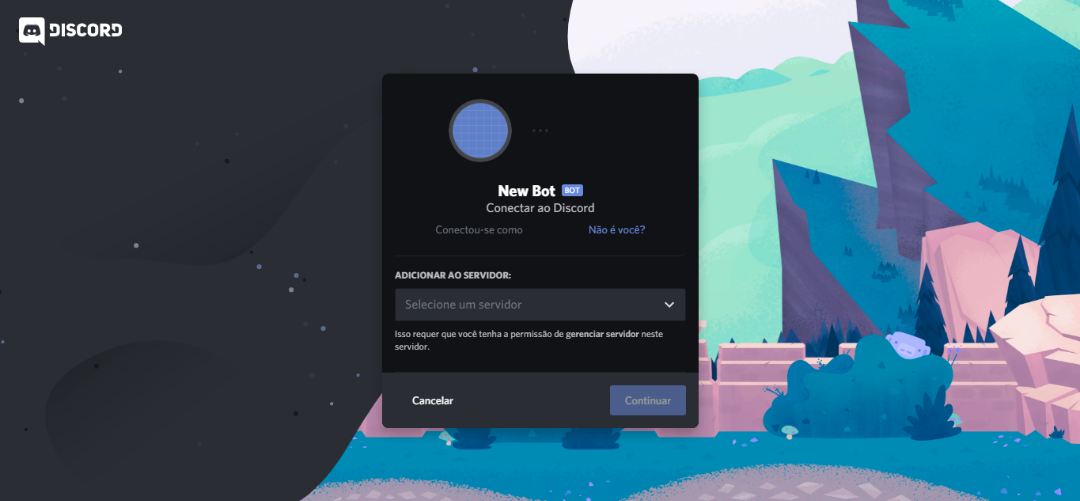 DISCORD
New Bot BOT
Conectar ao Discord
Conectou-se como Não é você?
ADICIONAR AO SERVIDOR:
Selecione um servidor
Isso requer que você tenha a permissão de gerenciar servidor neste
servidor.
Cancelar Continuar